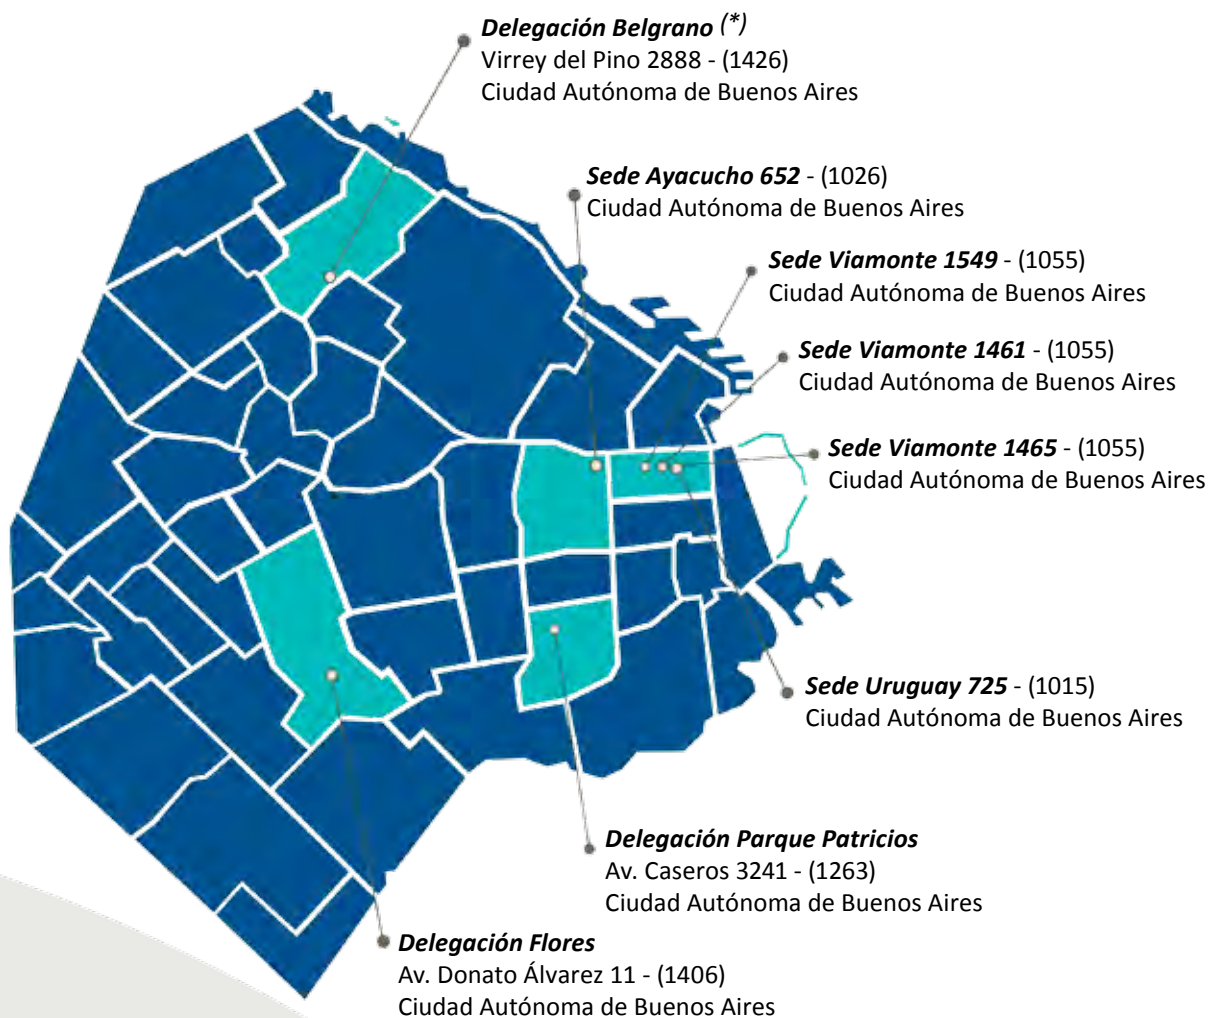 Delegación Belgrano (*)
Virrey del Pino 2888 - (1426)
Ciudad Autónoma de Buenos Aires
Sede Ayacucho 652 - (1026)
Ciudad Autónoma de Buenos Aires
Sede Viamonte 1549 - (1055)
Ciudad Autónoma de Buenos Aires
Sede Viamonte 1461 - (1055)
Ciudad Autónoma de Buenos Aires
Sede Viamonte 1465 - (1055)
Ciudad Autónoma de Buenos Aires
Sede Uruguay 725 - (1015)
Ciudad Autónoma de Buenos Aires
Delegación Parque Patricios
Av. Caseros 3241 - (1263)
Ciudad Autónoma de Buenos Aires
Delegación Flores
Av. Donato Álvarez 11 - (1406)
Ciudad Autónoma de Buenos Aires